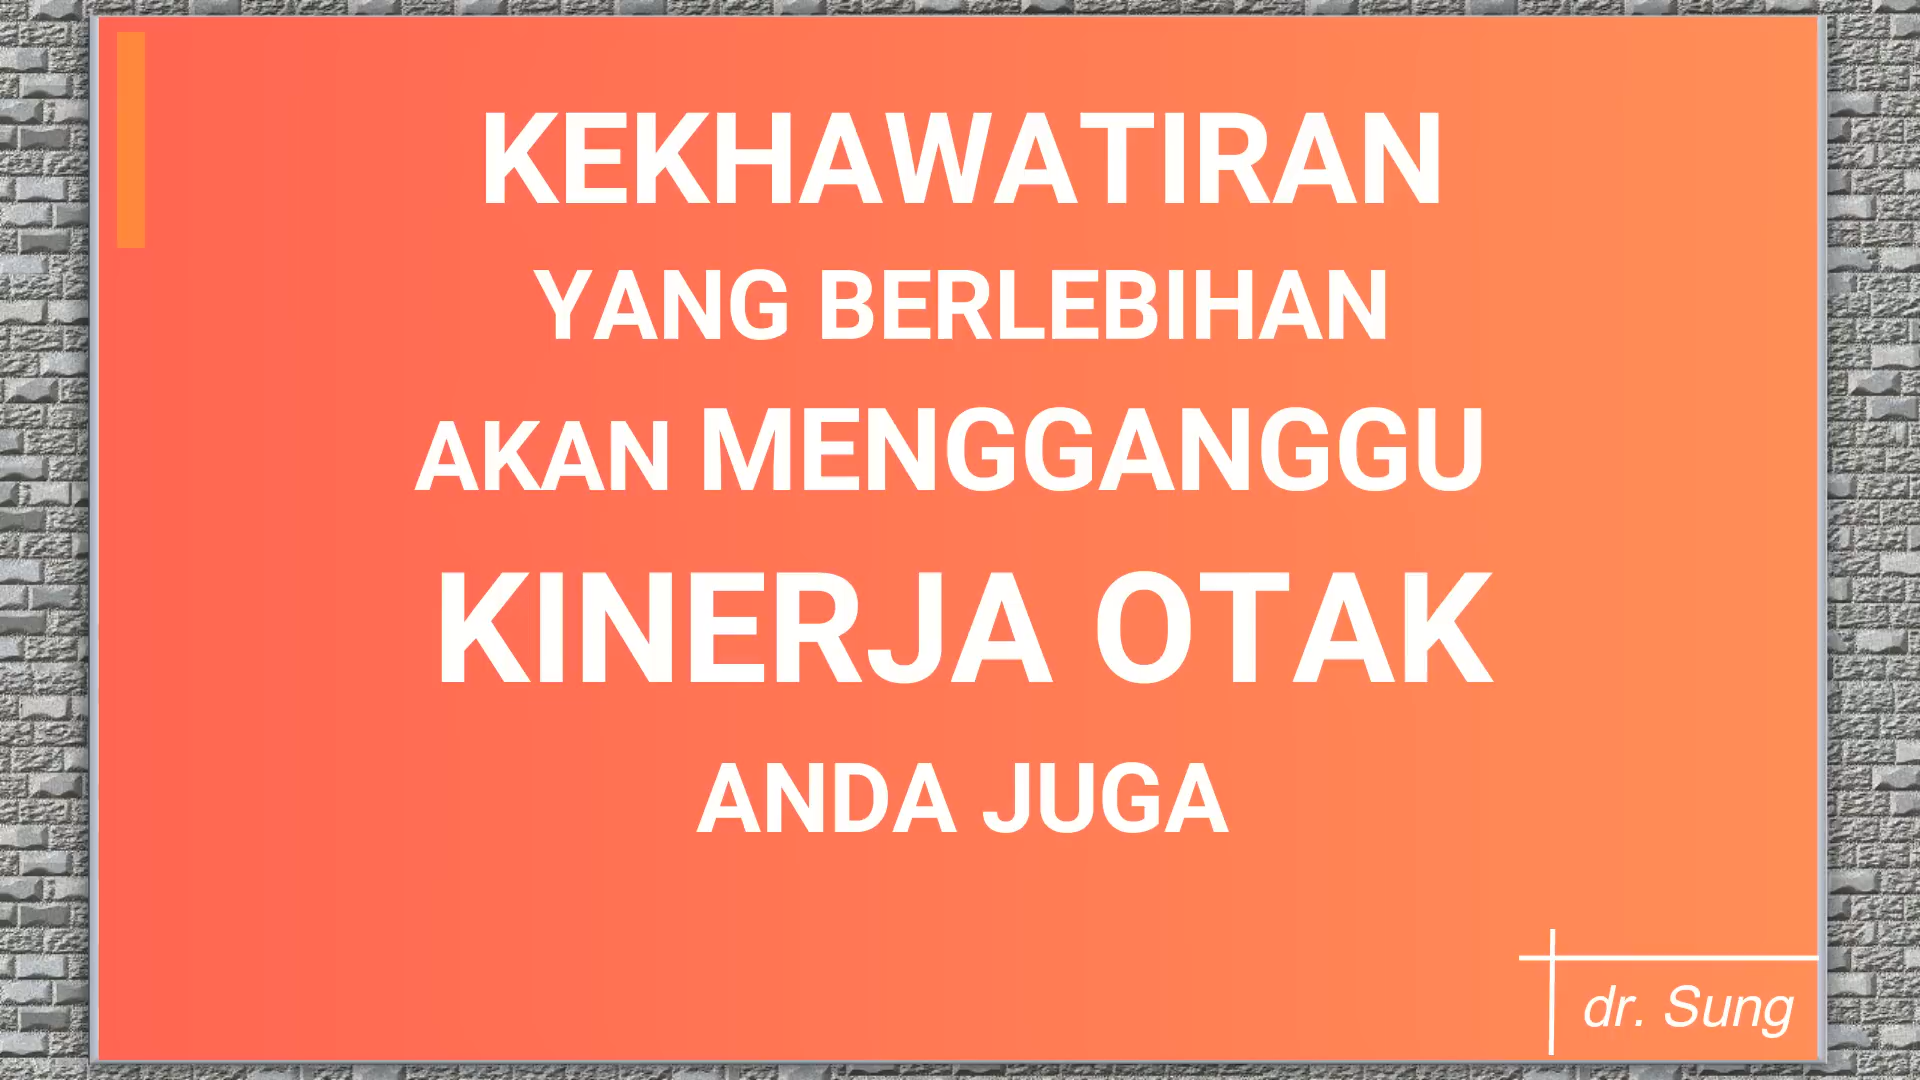 KEKHAWATIRAN
YANG BERLEBIHAN
AKAN MENGGANGGU
KINERJA OTAK
ANDA JUGA
dr. Sung